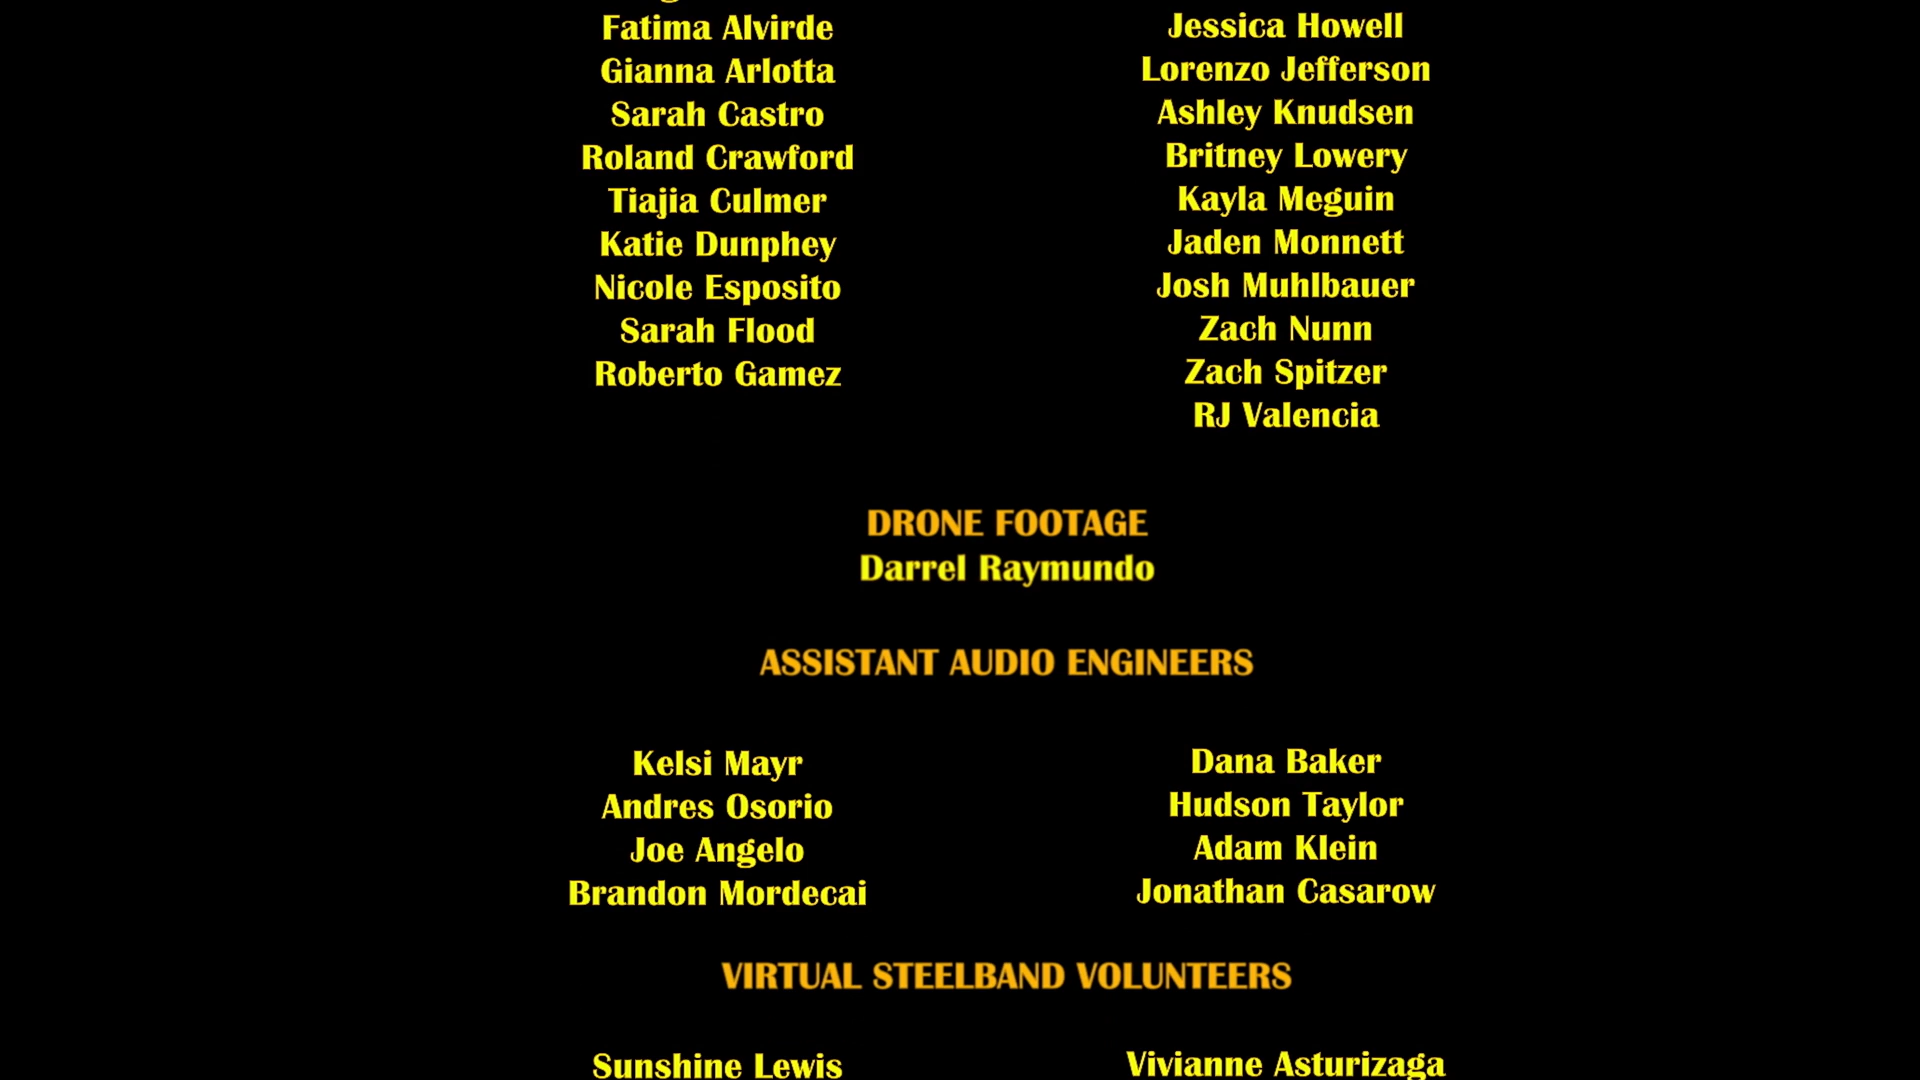 Fatima Alvirde
Gianna Arlotta
Sarah Castro
Roland Crawford
Tiajia Culmer
Katie Dunphey
Nicole Esposito
Sarah Flood
Roberto Gamez
Jessica Howell
Lorenzo Jefferson
Ashley Knudsen
Britney Lowery
Kayla Meguin
Jaden Monnett
Josh Muhlbauer
Zach Nunn
Zach Spitzer
RJ Valencia
DRONE FOOTAGE
Darrel Raymundo
ASSISTANT AUDIO ENGINEERS
Kelsi Mayr
Andres Osorio
Joe Angelo
Brandon Mordecai
Dana Baker
Hudson Taylor
Adam Klein
Jonathan Casarow
VIRTUAL STEELBAND VOLUNTEERS
Sunshine Lewis
Vivianne Asturizaga